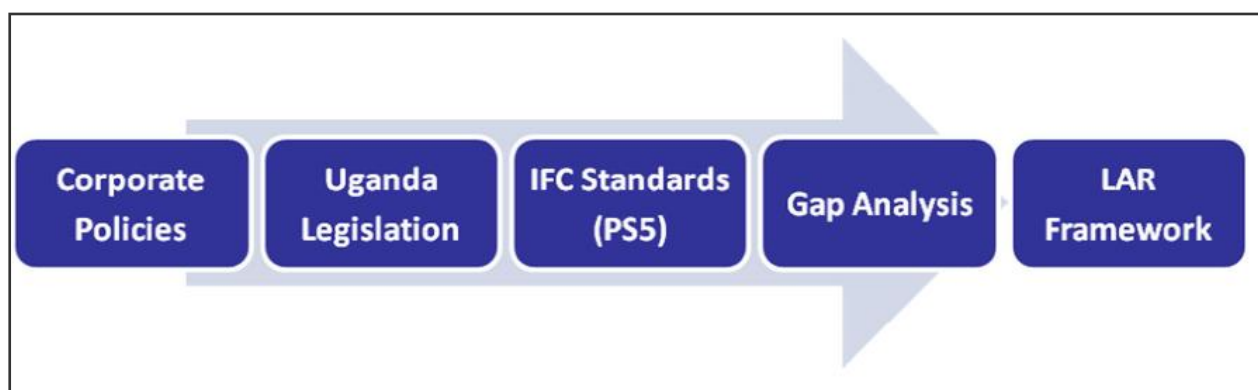 Corporate
Policies
Uganda
Legislation
IFC Standards
(PS5)
Gap Analysis
LAR
Framework